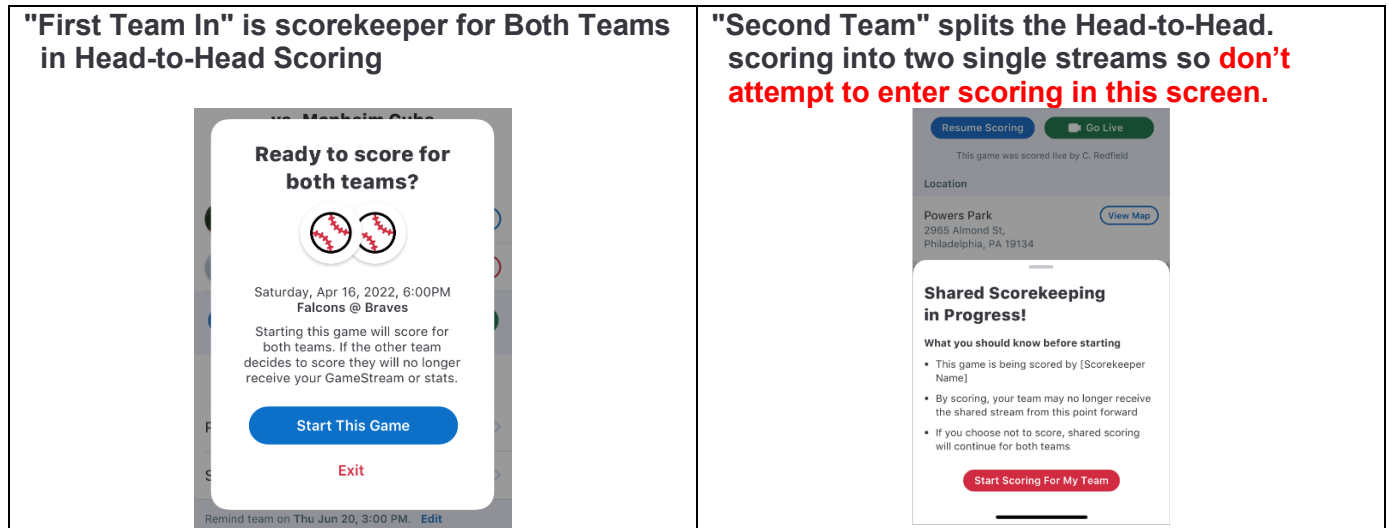 "First Team In" is scorekeeper for Both Teams
in Head-to-Head Scoring
vs. Manheim Cubs
Ready to score for
both teams?
Saturday, Apr 16, 2022, 6:00PM
Falcons @ Braves
Starting this game will score for
both teams. If the other team
decides to score they will no longer
receive your GameStream or stats.
Start This Game
Exit
Remind team on Thu Jun 20, 3:00 PM. Edit
"Second Team" splits the Head-to-Head.
scoring into two single streams so don’t
attempt to enter scoring in this screen.
Resume Scoring
Go Live
This game was scored live by C. Redfield
Location
Powers Park
View Map
2965 Almond St,
Philadelphia, PA 19134
Shared Scorekeeping
in Progress!
What you should know before starting
• This game is being scored by [Scorekeeper
Name]
• By scoring, your team may no longer receive
the shared stream from this point forward
• If you choose not to score, shared scoring
will continue for both teams
Start Scoring For My Team